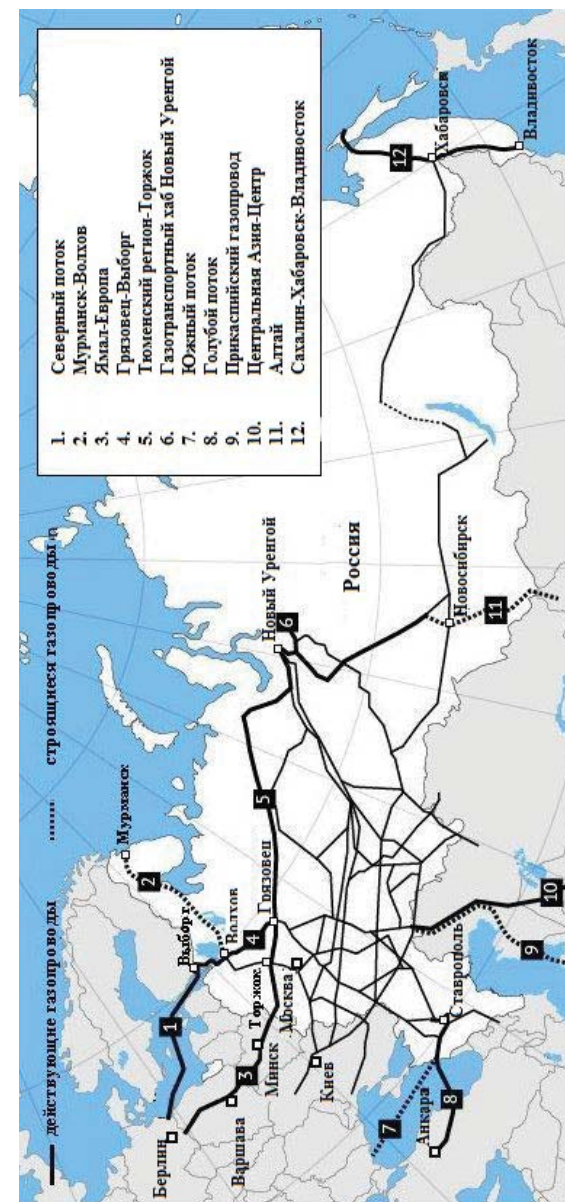 действующие газопроводы
строящиеся газопроводы
1. Северный поток
2. Мурманск-Волхов
3. Ямал-Европа
4. Грязовец-Выборг
5. Тюменский регион-Торжок
6. Газотранспортный хаб Новый Уренгой
7. Южный поток
8. Голубой поток
9. Прикаспийский газопровод
10. Центральная Азия-Центр
11. Алтай
12. Сахалин-Хабаровск-Владивосток
Мурманск
2
Выборг
Волхов
1
4
Грязовец
5
Новый Уренгой
6
Россия
Берлин
Варшава
3
Торжок
Минск
Москва
Киев
Новосибирск
11
12
Хабаровск
Владивосток
Ставрополь
7
8
Анкара
9
10